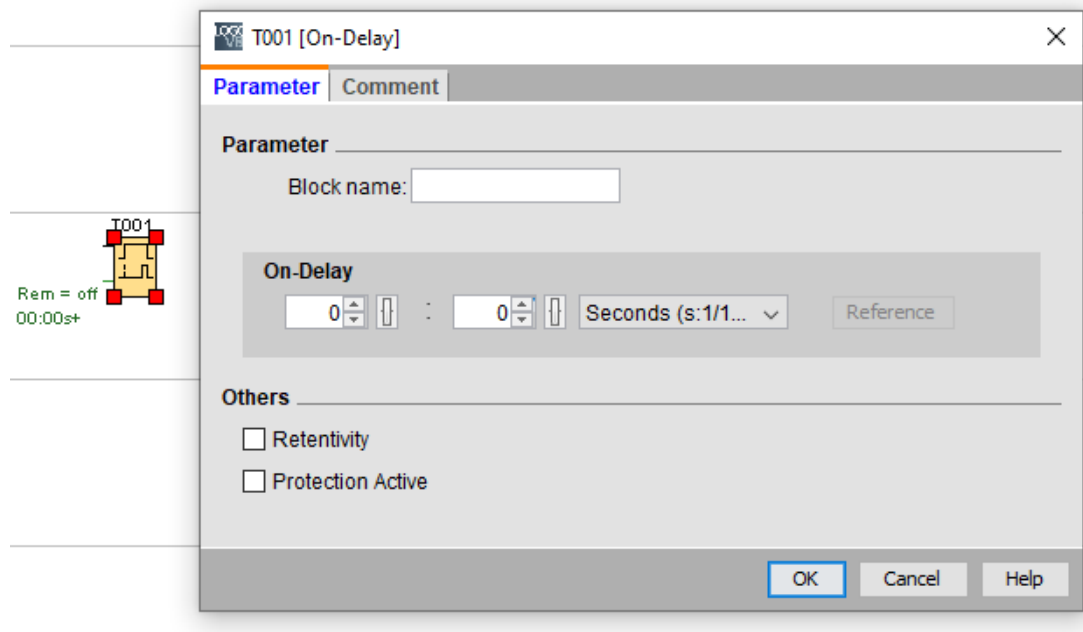 T001 [On-Delay]
Parameter Comment
Parameter
Block name:
T001
On-Delay
Rem = off
0 : 0 Seconds (s:1/1... Reference
00:00s+
Others
Retentivity
Protection Active
OK Cancel Help